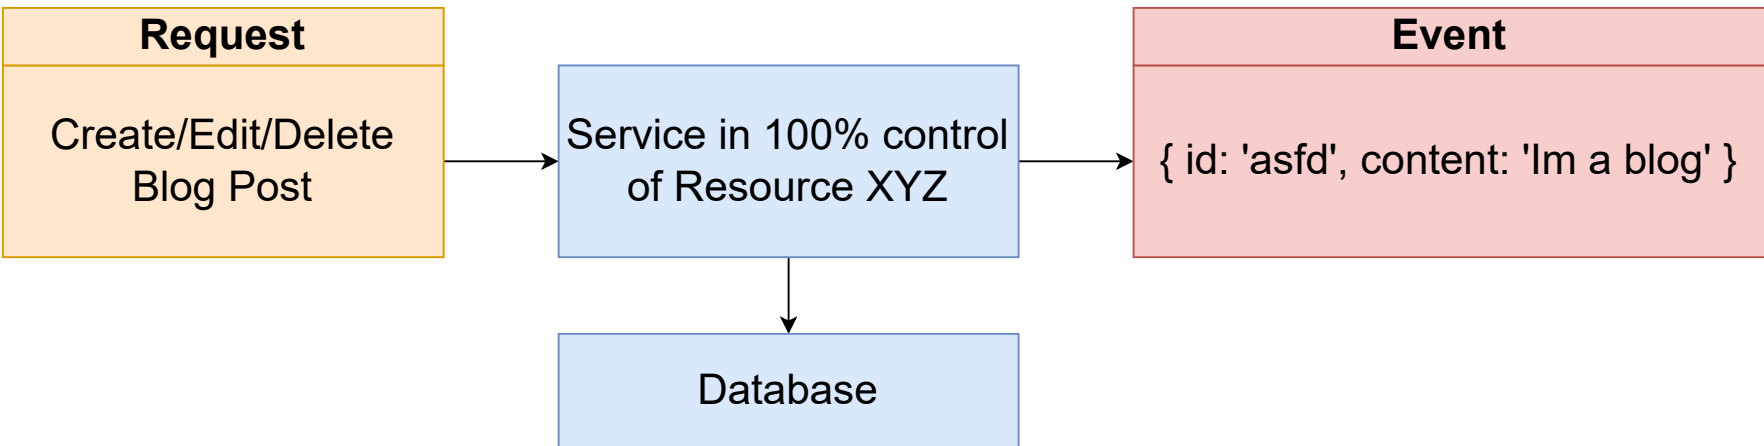 Request
Create/Edit/Delete
Blog Post
Service in 100% control
of Resource XYZ
Event
{ id: 'asfd', content: 'Im a blog' }
Database